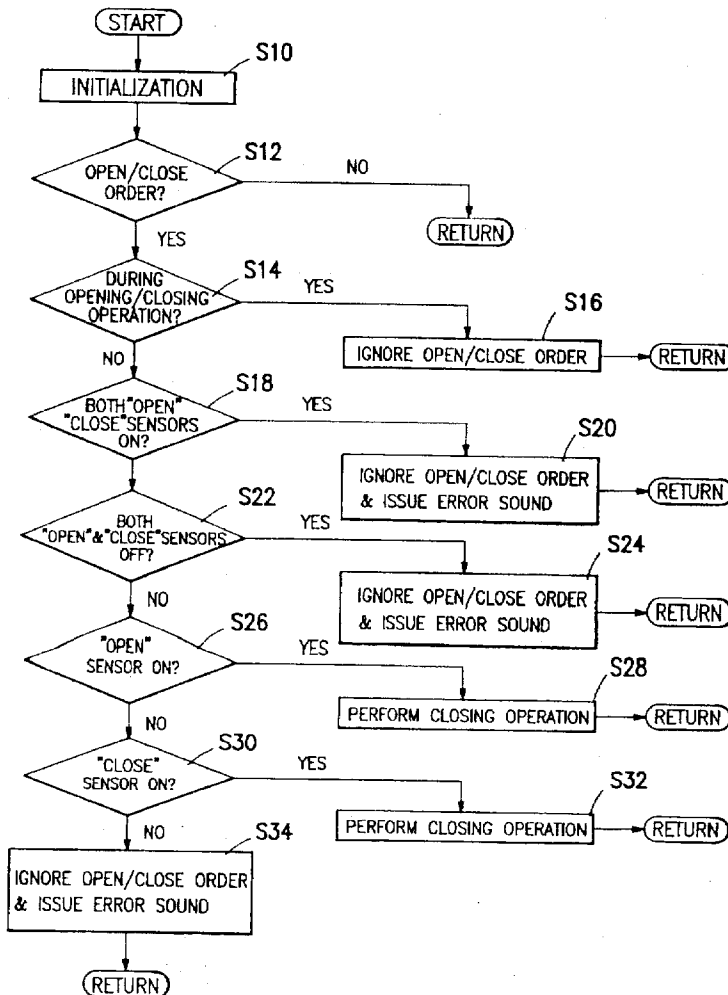 START
S10
INITIALIZATION
S12
OPEN/CLOSE
ORDER?
NO
RETURN
YES
S14
DURING
OPENING/CLOSING
OPERATION?
YES
S16
IGNORE OPEN/CLOSE ORDER
RETURN
NO
S18
BOTH "OPEN"
"CLOSE" SENSORS
ON?
YES
S20
IGNORE OPEN/CLOSE ORDER
& ISSUE ERROR SOUND
RETURN
S22
BOTH
"OPEN" & "CLOSE" SENSORS
OFF?
YES
S24
IGNORE OPEN/CLOSE ORDER
& ISSUE ERROR SOUND
RETURN
NO
S26
"OPEN"
SENSOR ON?
YES
S28
PERFORM CLOSING OPERATION
RETURN
NO
S30
"CLOSE"
SENSOR ON?
YES
S32
PERFORM CLOSING OPERATION
RETURN
NO
S34
IGNORE OPEN/CLOSE ORDER
& ISSUE ERROR SOUND
RETURN